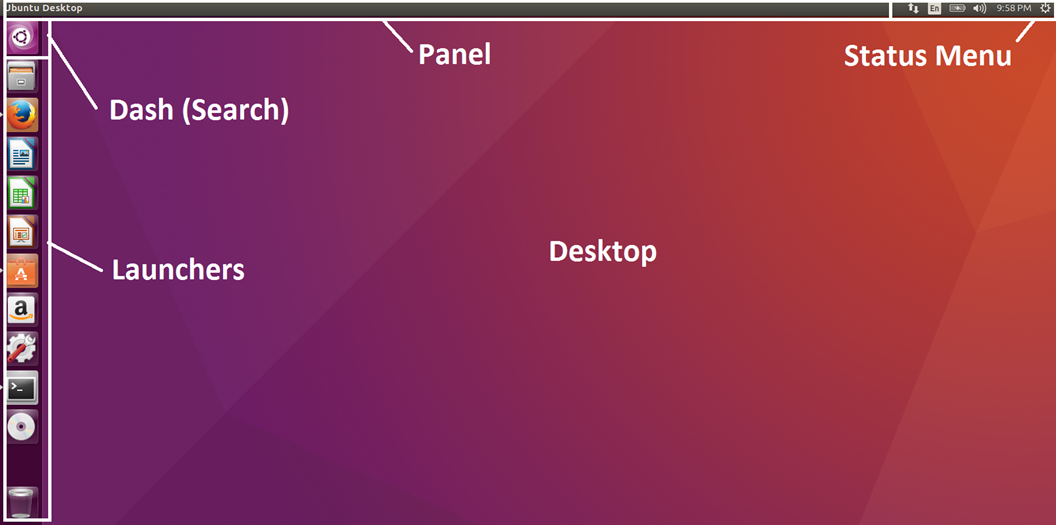 Ubuntu Desktop
En
9:58 PM
Panel
Status Menu
Dash (Search)
Desktop
Launchers
A
a
>_